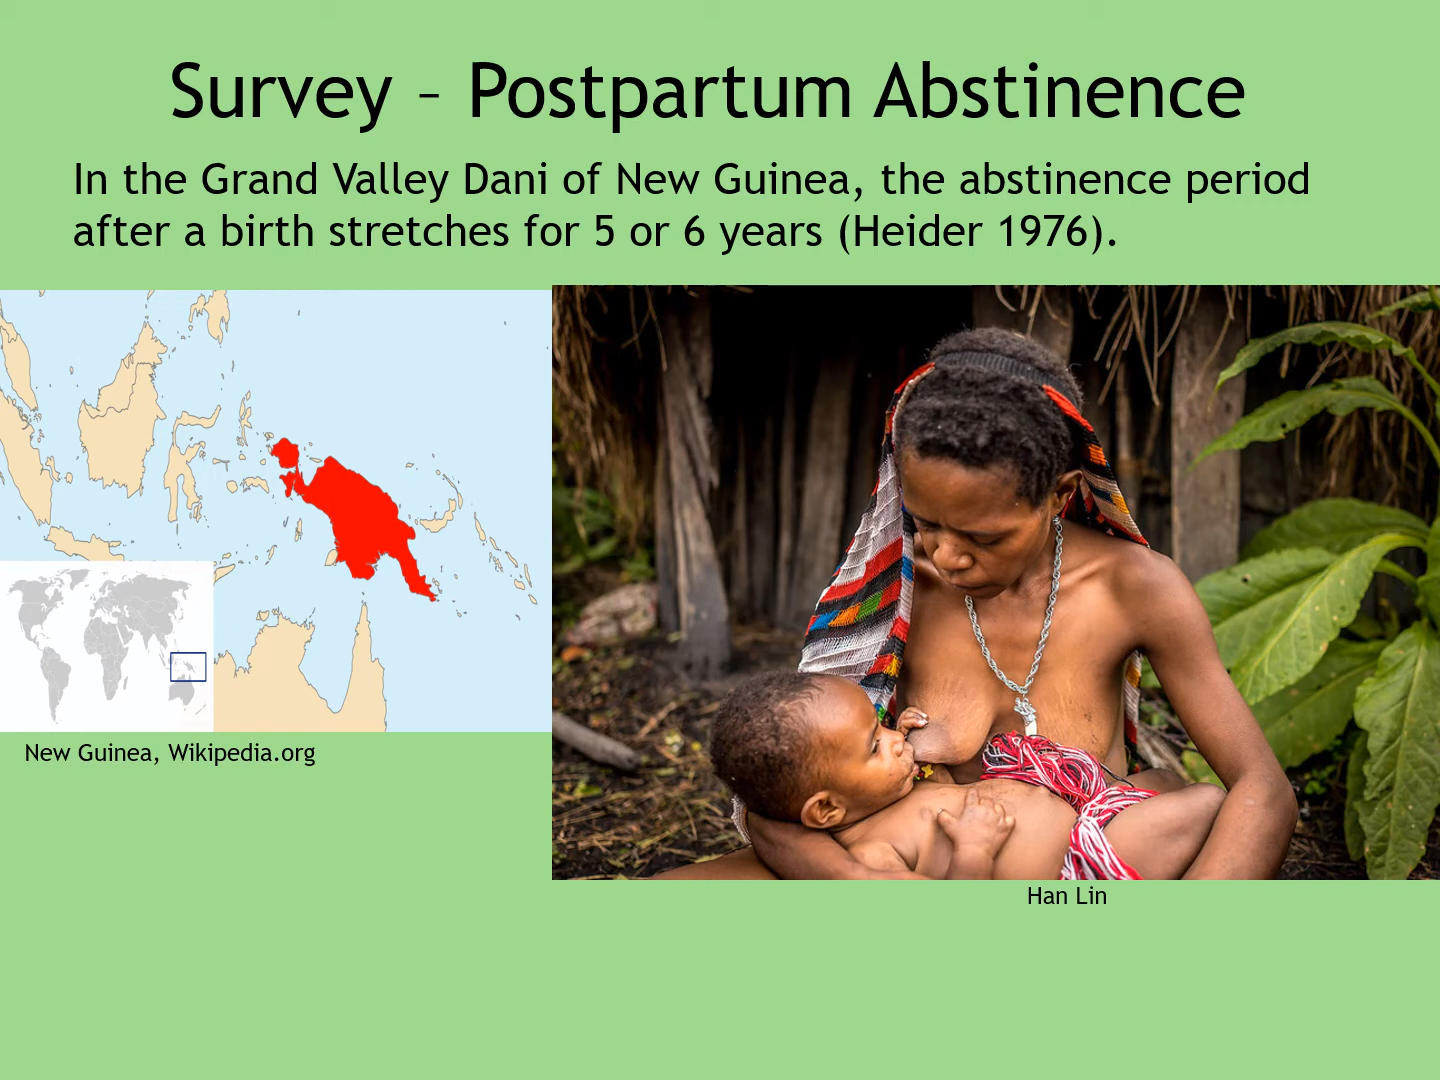 Survey – Postpartum Abstinence
In the Grand Valley Dani of New Guinea, the abstinence period
after a birth stretches for 5 or 6 years (Heider 1976).
New Guinea, Wikipedia.org
Han Lin